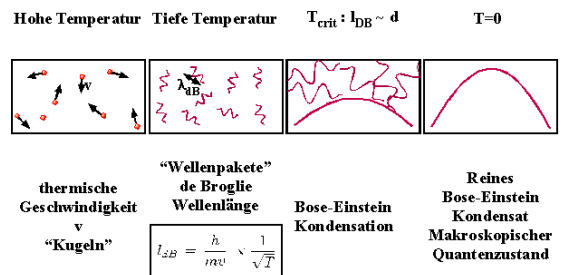 Hohe Temperatur
Tiefe Temperatur
T_crit : l_DB ~ d
T=0
v
λ_dB
thermische
Geschwindigkeit
v
“Kugeln”
“Wellenpakete”
de Broglie
Wellenlänge
l_dB = h/mv ∝ 1/√T
Bose-Einstein
Kondensation
Reines
Bose-Einstein
Kondensat
Makroskopischer
Quantenzustand